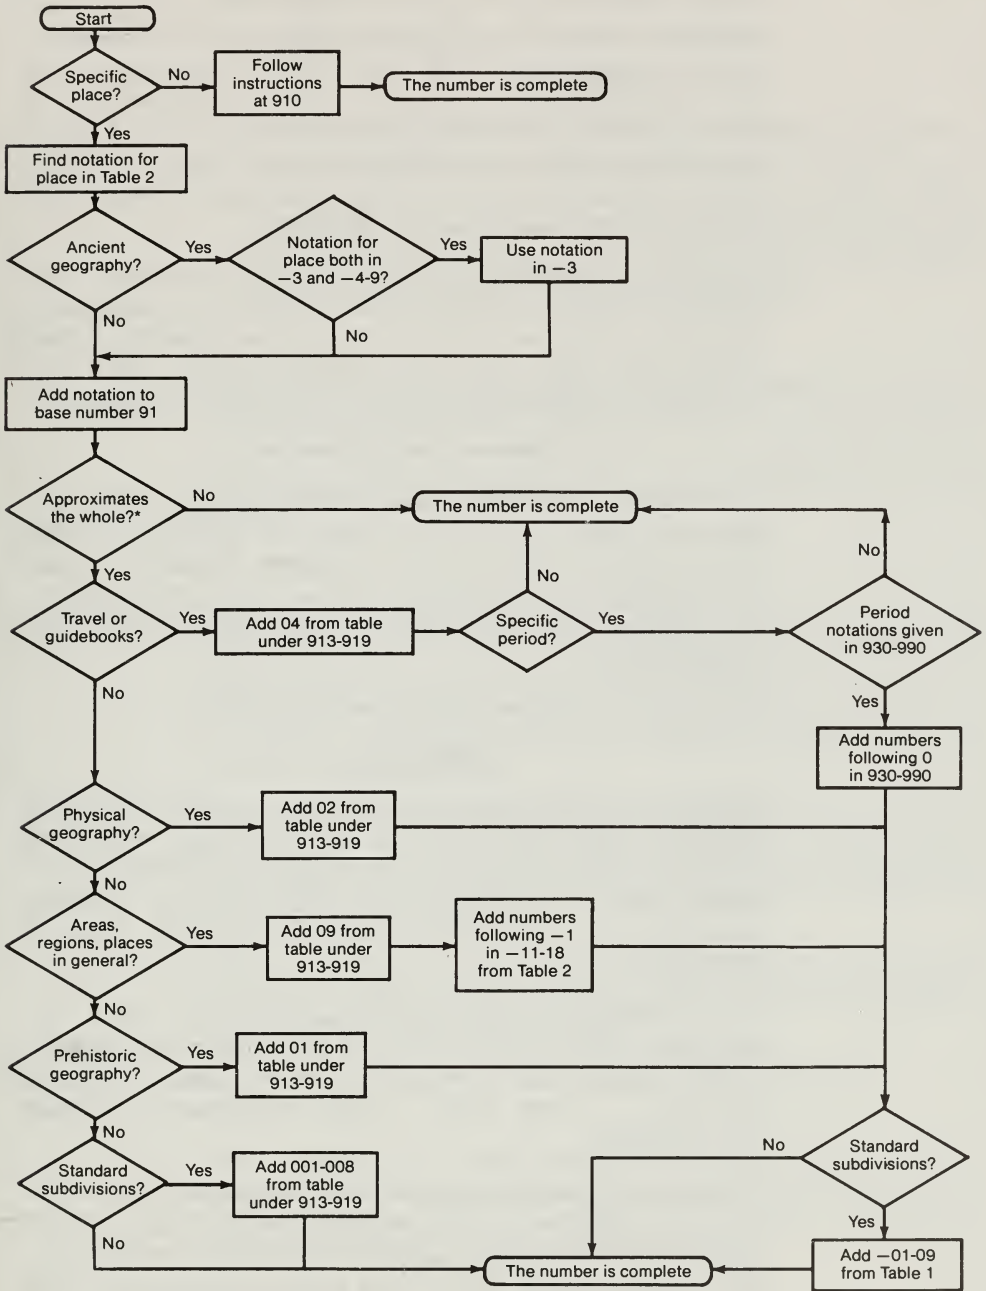 Start
Specific
place?
No
Follow
instructions
at 910
The number is complete
Yes
Find notation for
place in Table 2
Ancient
geography?
Yes
Notation for
place both in
−3 and −4-9?
Yes
Use notation
in −3
No
No
Add notation to
base number 91
Approximates
the whole?*
No
The number is complete
Yes
No
No
Travel or
guidebooks?
Yes
Add 04 from table
under 913-919
Specific
period?
Yes
Period
notations given
in 930-990
No
Yes
Add numbers
following 0
in 930-990
Physical
geography?
Yes
Add 02 from
table under
913-919
No
Areas,
regions, places
in general?
Yes
Add 09 from
table under
913-919
Add numbers
following −1
in −11-18
from Table 2
No
Prehistoric
geography?
Yes
Add 01 from
table under
913-919
No
Standard
subdivisions?
Yes
Add 001-008
from table
under 913-919
No
No
Standard
subdivisions?
Yes
Add −01-09
from Table 1
The number is complete